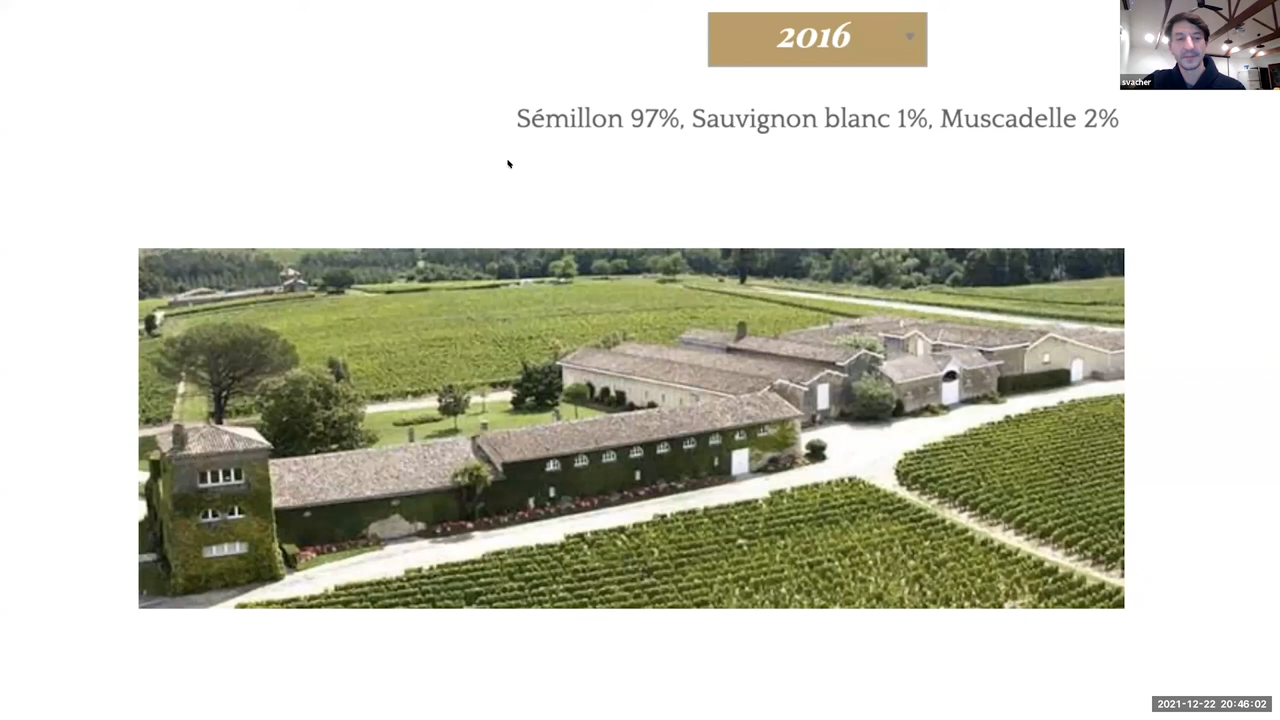 2016
svacher
Sémillon 97%, Sauvignon blanc 1%, Muscadelle 2%
2021-12-22 20:46:02